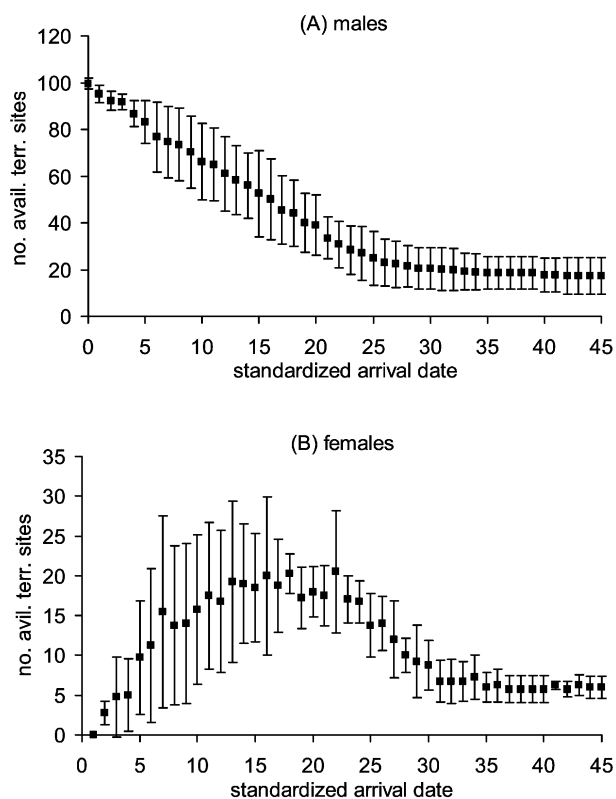 (A) males
120
100
80
60
40
20
0
no. avail. terr. sites
0 5 10 15 20 25 30 35 40 45
standardized arrival date
(B) females
35
30
25
20
15
10
5
0
no. avil. terr. sites
0 5 10 15 20 25 30 35 40 45
standardized arrival date